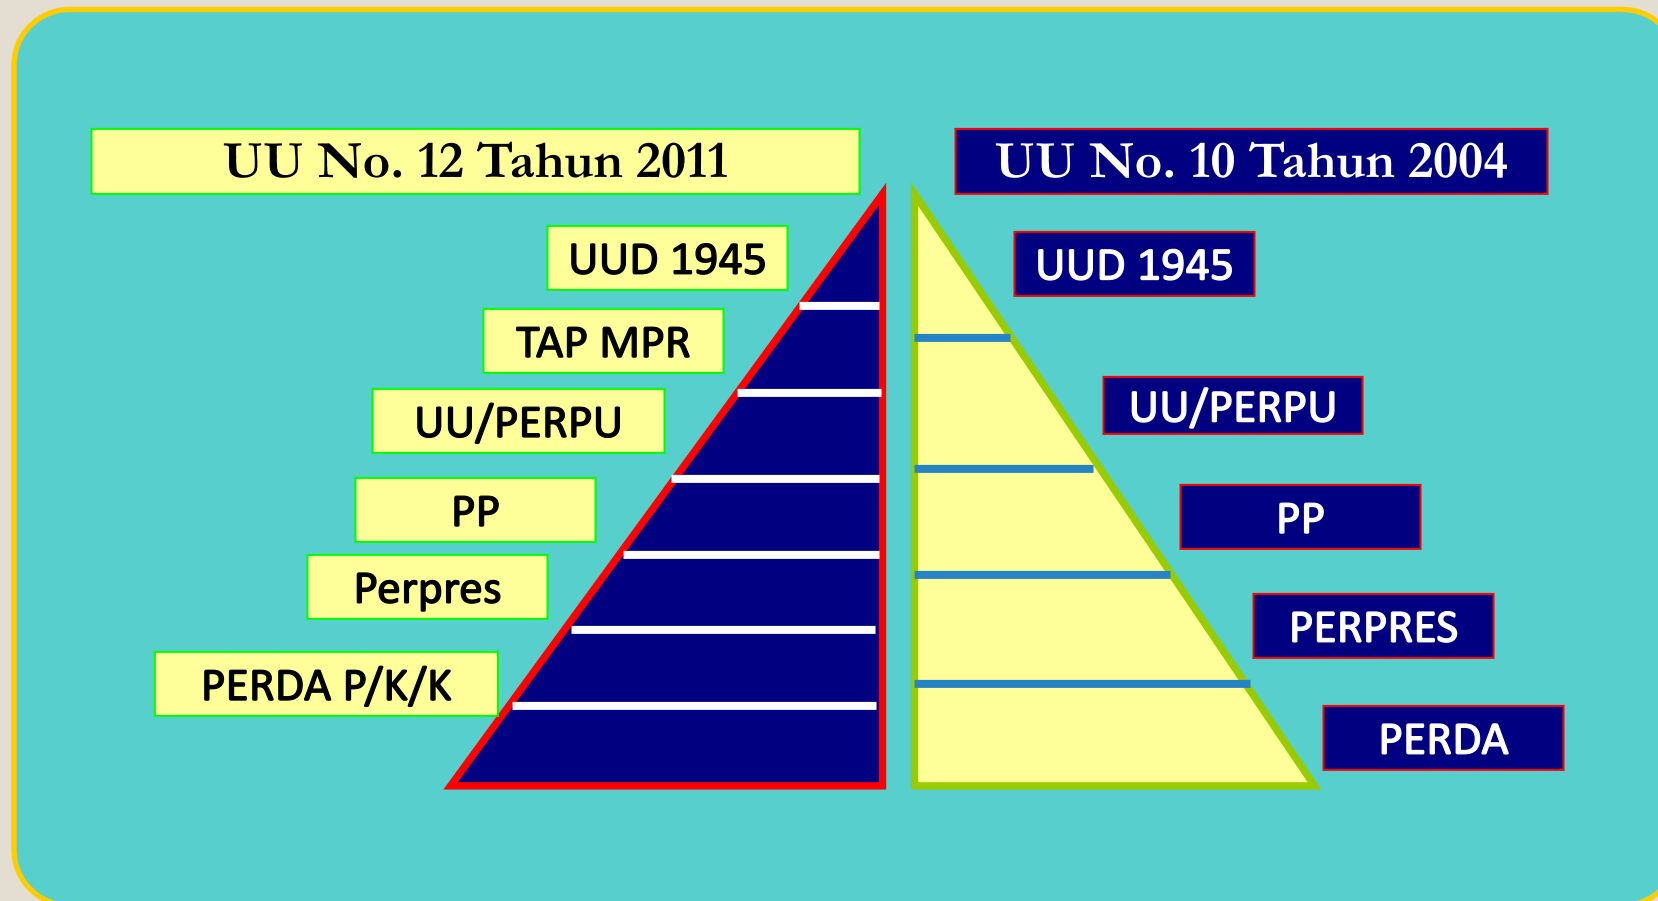 UU No. 12 Tahun 2011
UUD 1945
TAP MPR
UU/PERPU
PP
Perpres
PERDA P/K/K
UU No. 10 Tahun 2004
UUD 1945
UU/PERPU
PP
PERPRES
PERDA